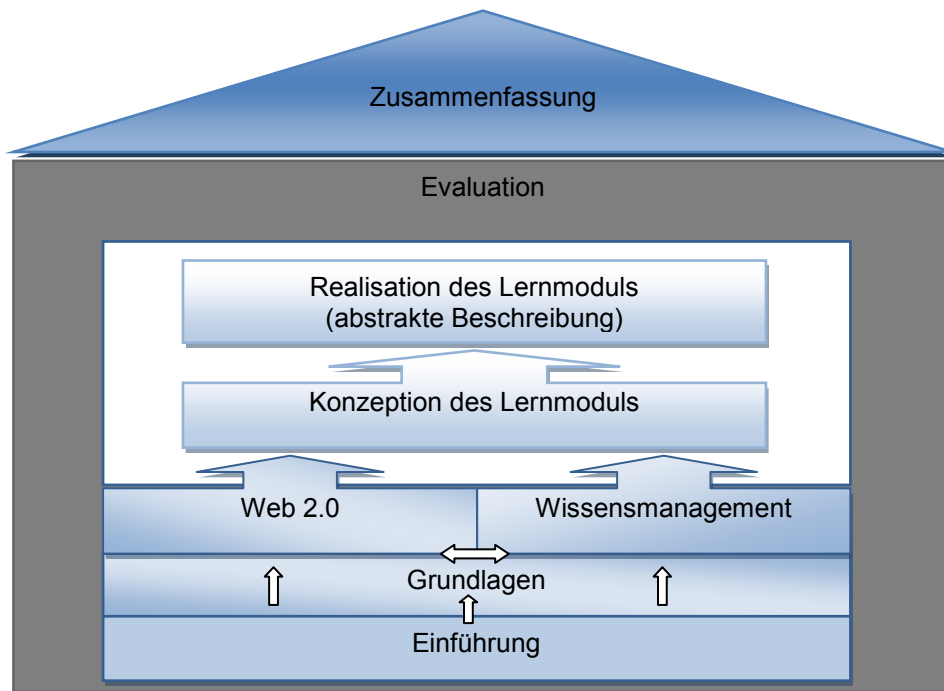 Zusammenfassung
Evaluation
Realisation des Lernmoduls
(abstrakte Beschreibung)
Konzeption des Lernmoduls
Web 2.0
Wissensmanagement
Grundlagen
Einführung